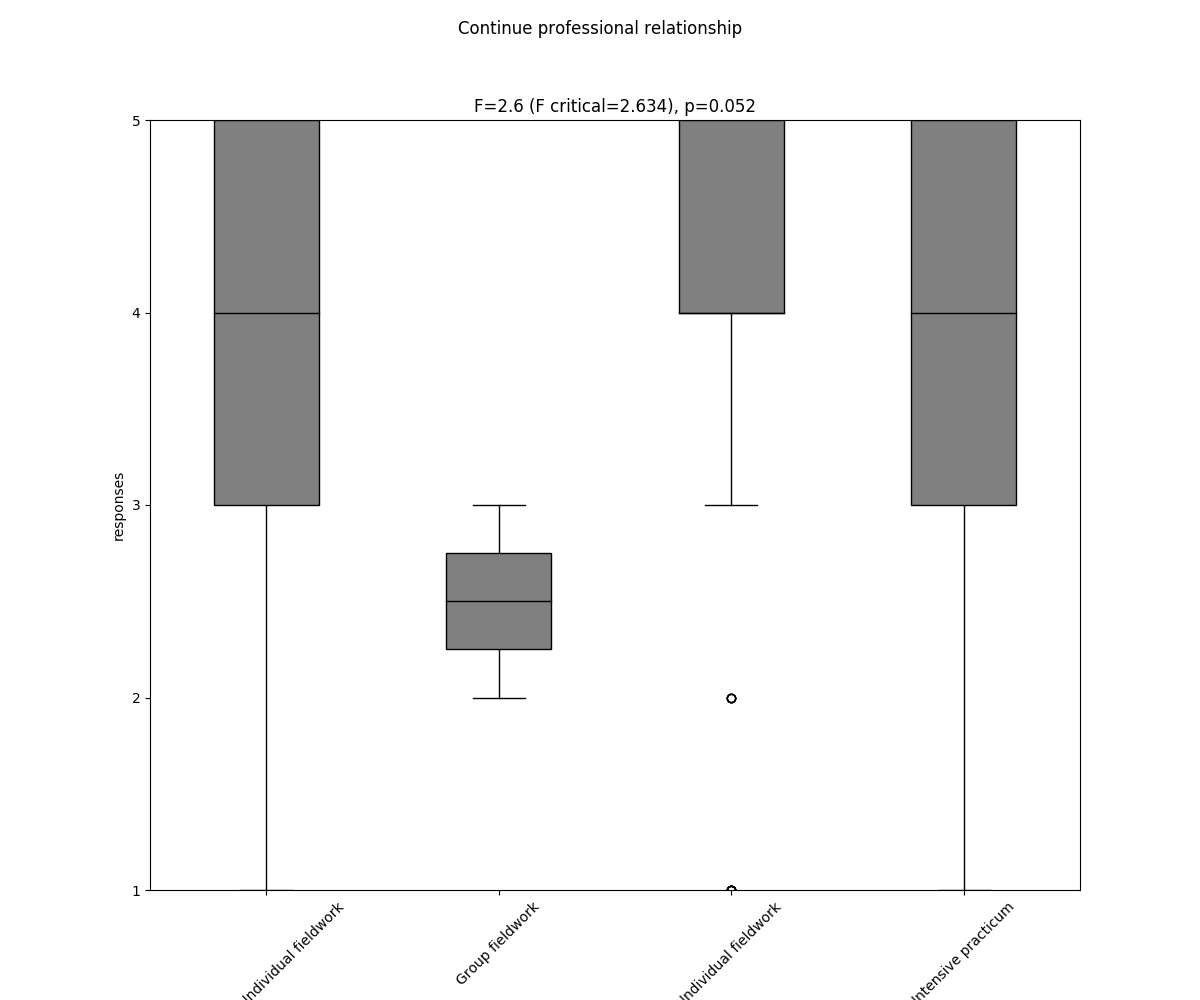 Continue professional relationship
F=2.6 (F critical=2.634), p=0.052
5
4
3
2
1
responses
Individual fieldwork
Group fieldwork
Individual fieldwork
Intensive practicum